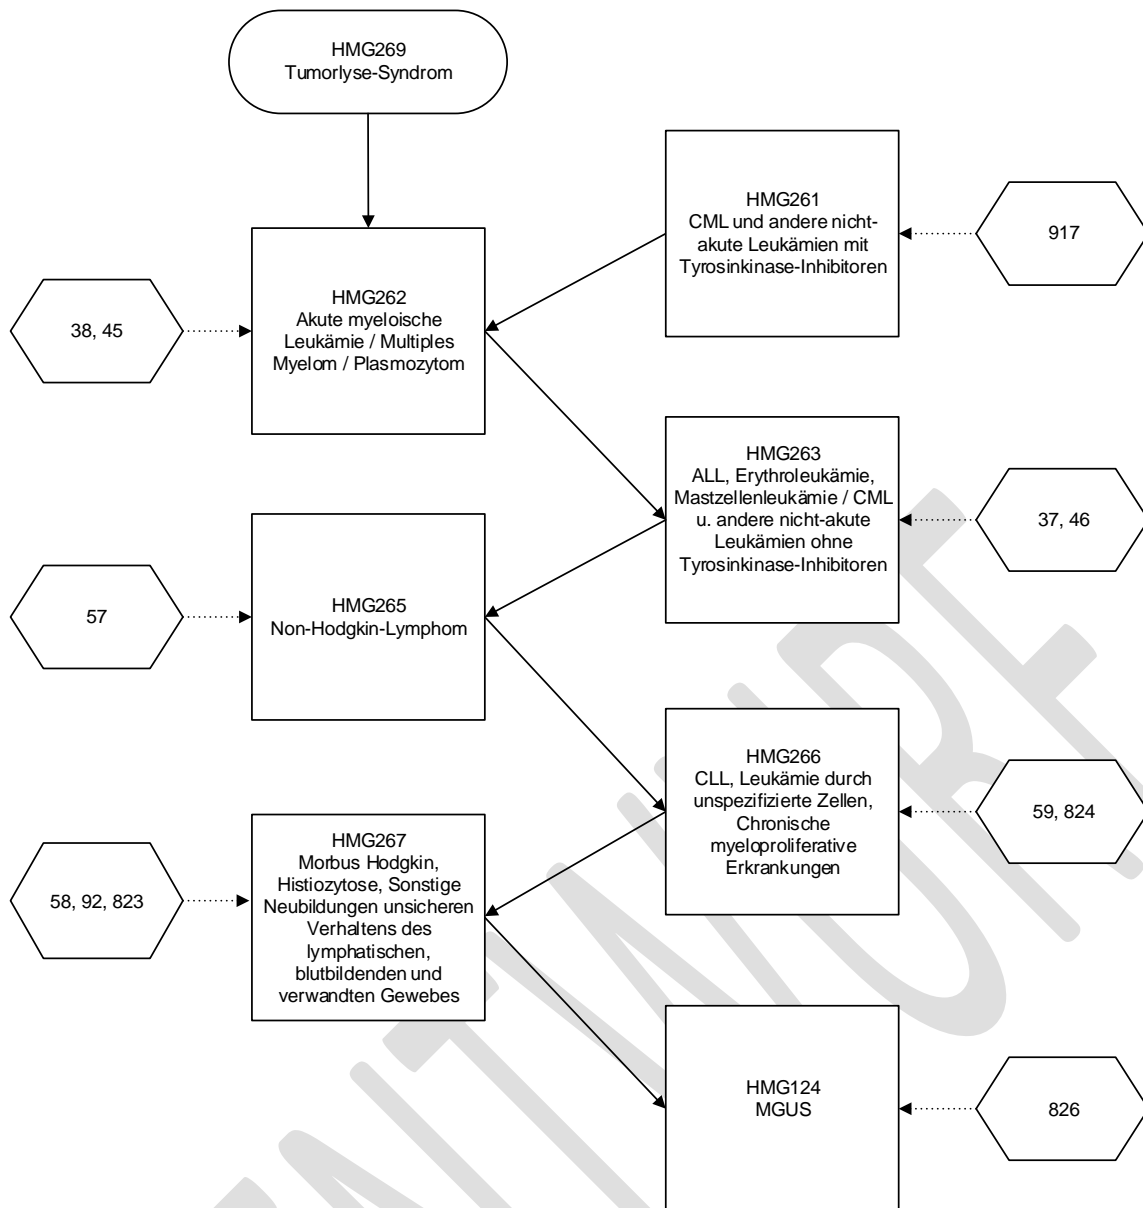 HMG269
Tumorlyse-Syndrom
HMG261
CML und andere nicht-
akute Leukämien mit
Tyrosinkinase-Inhibitoren
917
HMG262
Akute myeloische
Leukämie / Multiples
Myelom / Plasmozytom
38, 45
HMG263
ALL, Erythroleukämie,
Mastzellenleukämie / CML
u. andere nicht-akute
Leukämien ohne
Tyrosinkinase-Inhibitoren
37, 46
57
HMG265
Non-Hodgkin-Lymphom
HMG266
CLL, Leukämie durch
unspezifizierte Zellen,
Chronische
myeloproliferative
Erkrankungen
59, 824
58, 92, 823
HMG267
Morbus Hodgkin,
Histiozytose, Sonstige
Neubildungen unsicheren
Verhaltens des
lymphatischen,
blutbildenden und
verwandten Gewebes
HMG124
MGUS
826